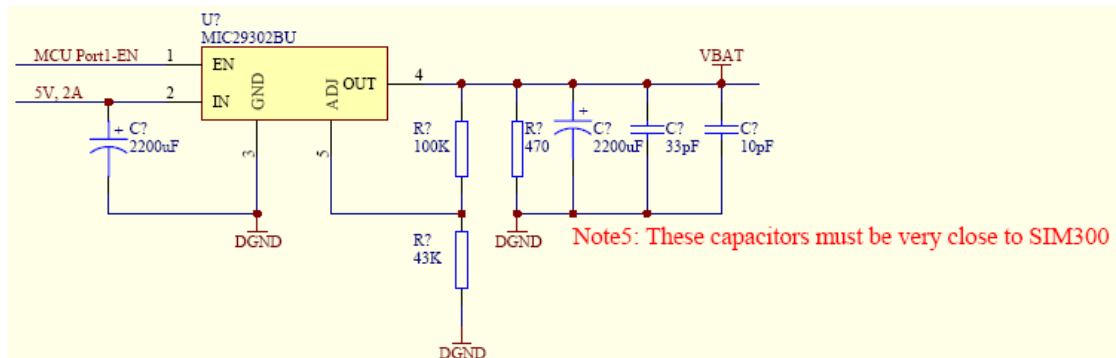 U?
MIC29302BU
MCU Port1-EN
1
EN
5V, 2A
2
IN
GND
ADJ
OUT
4
VBAT
3
5
C?
2200uF
R?
100K
R?
470
C?
2200uF
C?
33pF
C?
10pF
DGND
R?
43K
DGND
Note5: These capacitors must be very close to SIM300
DGND